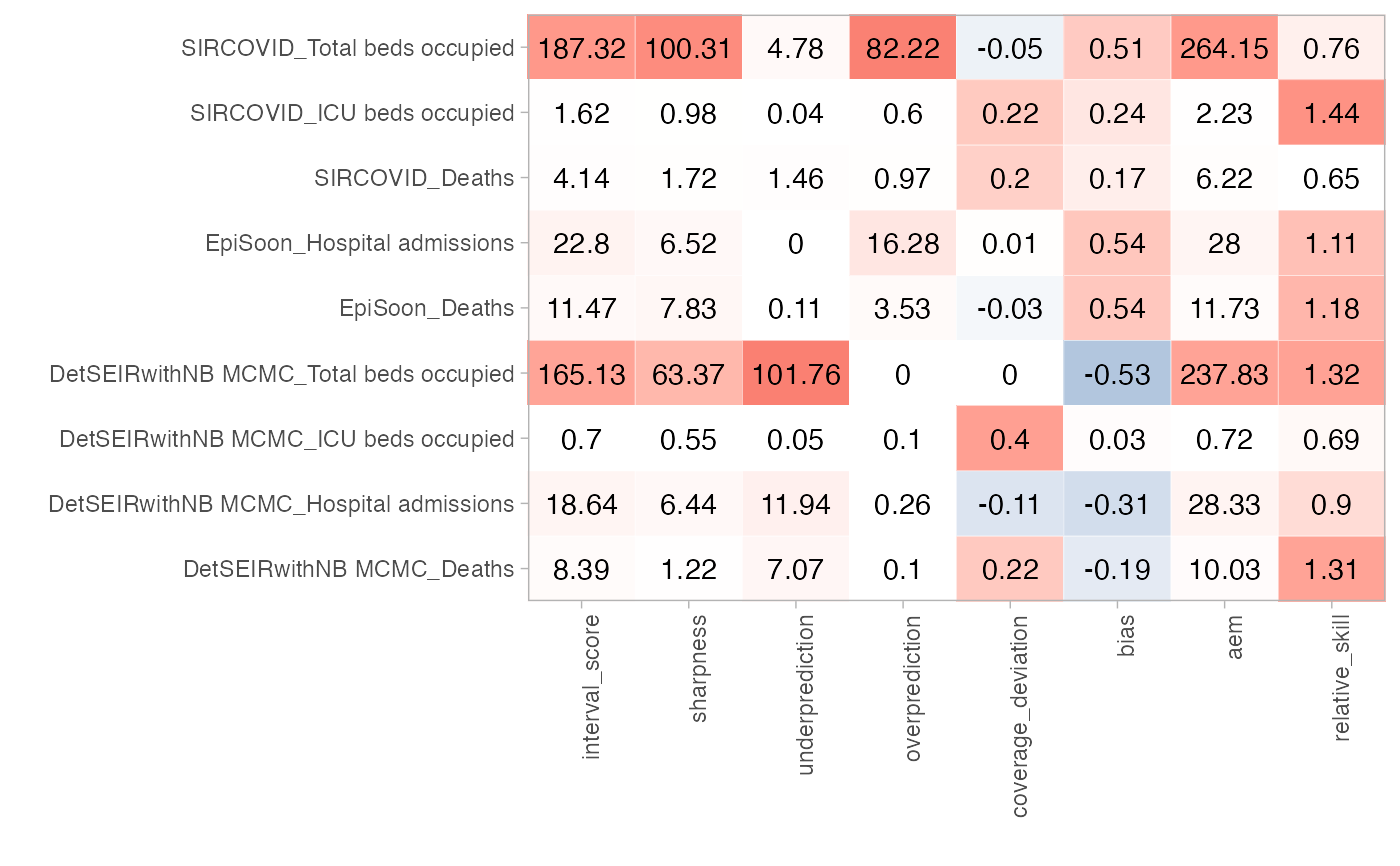 SIRCOVID_Total beds occupied 187.32 100.31 4.78 82.22 -0.05 0.51 264.15 0.76
SIRCOVID_ICU beds occupied 1.62 0.98 0.04 0.6 0.22 0.24 2.23 1.44
SIRCOVID_Deaths 4.14 1.72 1.46 0.97 0.2 0.17 6.22 0.65
EpiSoon_Hospital admissions 22.8 6.52 0 16.28 0.01 0.54 28 1.11
EpiSoon_Deaths 11.47 7.83 0.11 3.53 -0.03 0.54 11.73 1.18
DetSEIRwithNB MCMC_Total beds occupied 165.13 63.37 101.76 0 0 -0.53 237.83 1.32
DetSEIRwithNB MCMC_ICU beds occupied 0.7 0.55 0.05 0.1 0.4 0.03 0.72 0.69
DetSEIRwithNB MCMC_Hospital admissions 18.64 6.44 11.94 0.26 -0.11 -0.31 28.33 0.9
DetSEIRwithNB MCMC_Deaths 8.39 1.22 7.07 0.1 0.22 -0.19 10.03 1.31
interval_score
sharpness
underprediction
overprediction
coverage_deviation
bias
aem
relative_skill